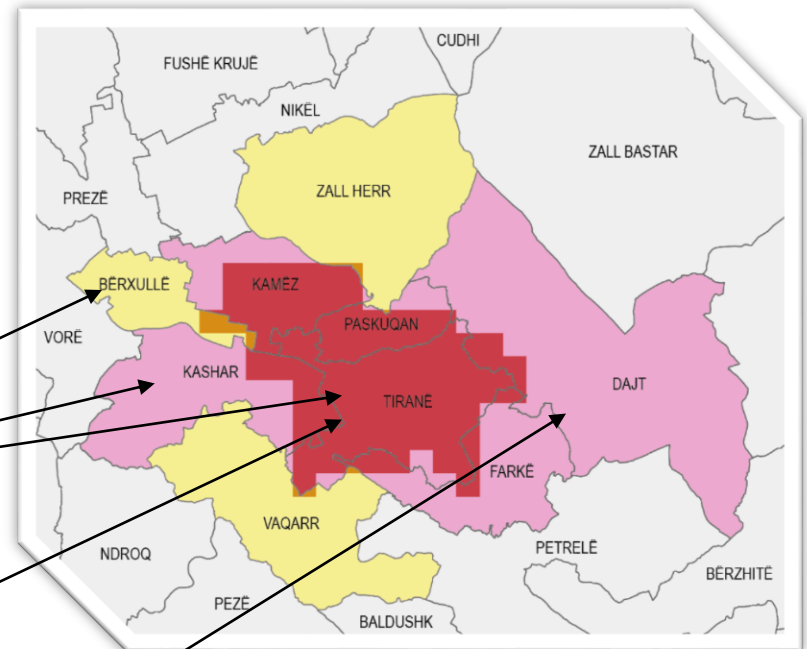 CUDHI
FUSHË KRUJË
NIKËL
ZALL BASTAR
ZALL HERR
PREZË
BËRXULLË
KAMËZ
PASKUQAN
VORË
KASHAR
DAJT
TIRANË
FARKË
VAQARR
NDROQ
PETRELË
BËRZHITË
PEZË
BALDUSHK